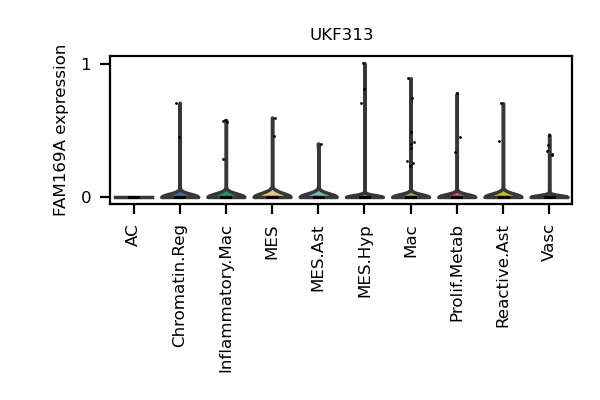 UKF313
FAM169A expression
1
0
AC
Chromatin.Reg
Inflammatory.Mac
MES
MES.Ast
MES.Hyp
Mac
Prolif.Metab
Reactive.Ast
Vasc